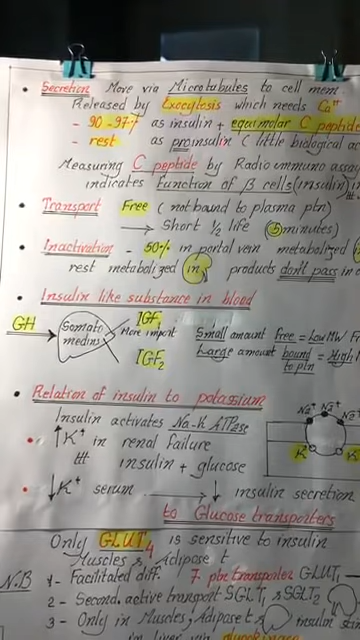 • Secretion Move via Microtubules to cell mem.
Released by Exocytosis which needs Ca++
- 90-97% as insulin + equimolar C peptide
- rest as proinsulin (little biological ac
Measuring C peptide by Radioimmuno assay
indicates function of β cells (insulin)
• Transport Free (not bound to plasma ptn)
→ Short ½ life (5 minutes)
• Inactivation - 50% in portal vein metabolized
rest metabolized in products don't pass in
• Insulin like substance in blood
GH → Somato medins IGF1 More import IGF2
Small amount free = Low MW
Large amount bound to ptn = High
• Relation of insulin to potassium
Insulin activates Na-K ATPase
• ↑K+ in renal failure
ttt insulin + glucose
• ↓K+ serum → ↓ insulin secretion
Na+ Na+ Na+
K+ K+
to Glucose transporters
Only GLUT4 is sensitive to insulin
Muscles & Adipose t
N.B 1- Facilitated diff. 7 ptn transporter GLUT1
2 - Second. active transport SGLT1 & SGLT2
3 - Only in Muscles, Adipose t, insulin